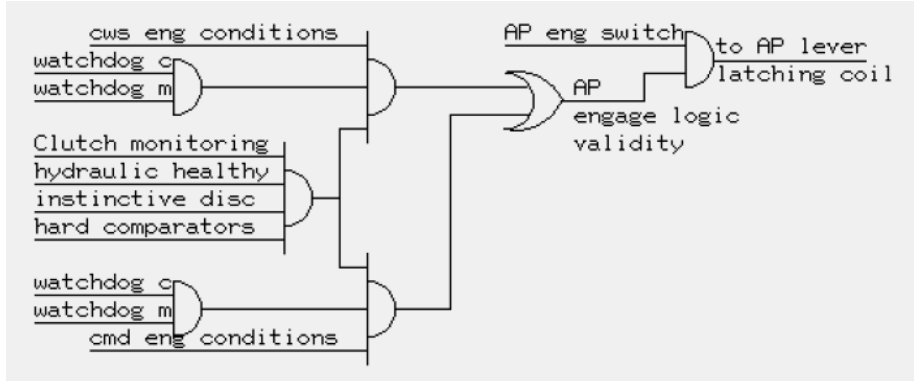 cws eng conditions
watchdog c
watchdog m
Clutch monitoring
hydraulic healthy
instinctive disc
hard comparators
watchdog c
watchdog m
cmd eng conditions
AP eng switch
AP
engage logic
validity
to AP lever
latching coil